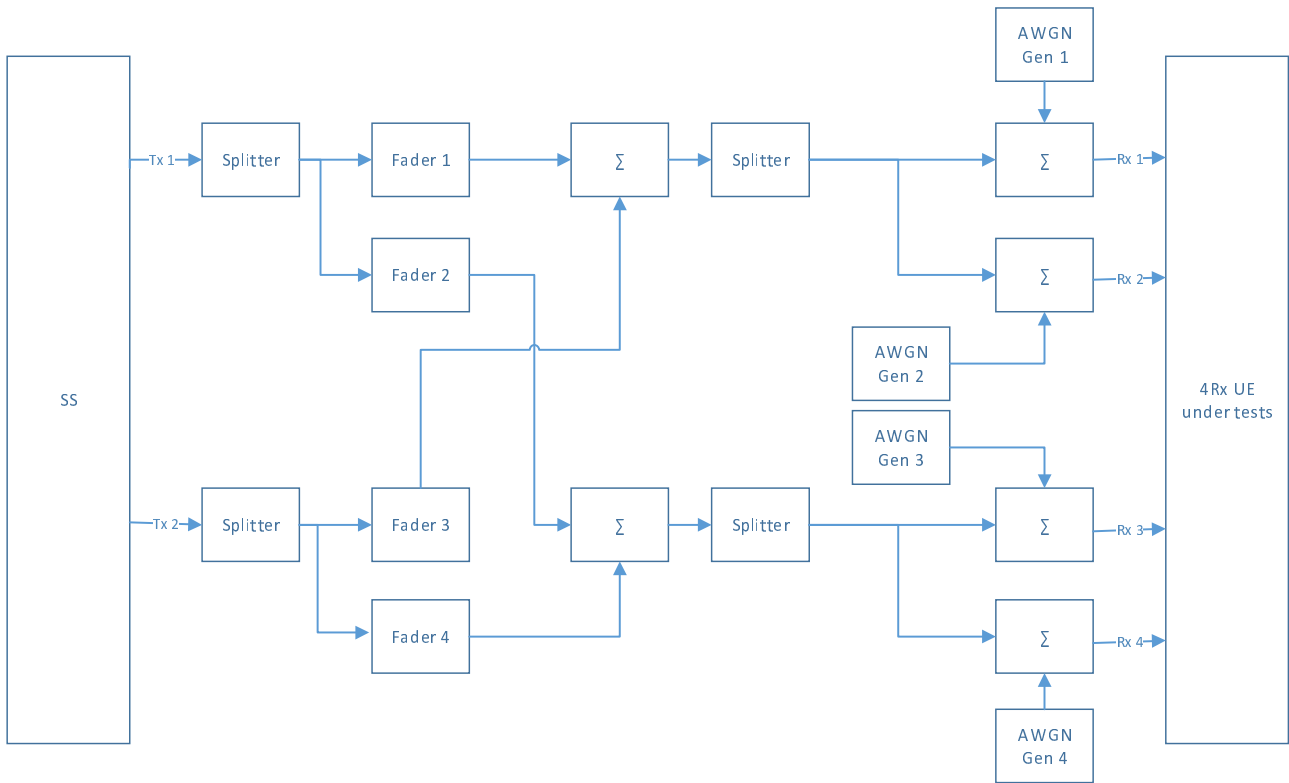 AWGN
Gen 1
Tx 1
Splitter
Fader 1
∑
Splitter
∑
Rx 1
Fader 2
∑
Rx 2
AWGN
Gen 2
SS
4Rx UE
under tests
AWGN
Gen 3
Tx 2
Splitter
Fader 3
∑
Splitter
∑
Rx 3
Fader 4
∑
Rx 4
AWGN
Gen 4